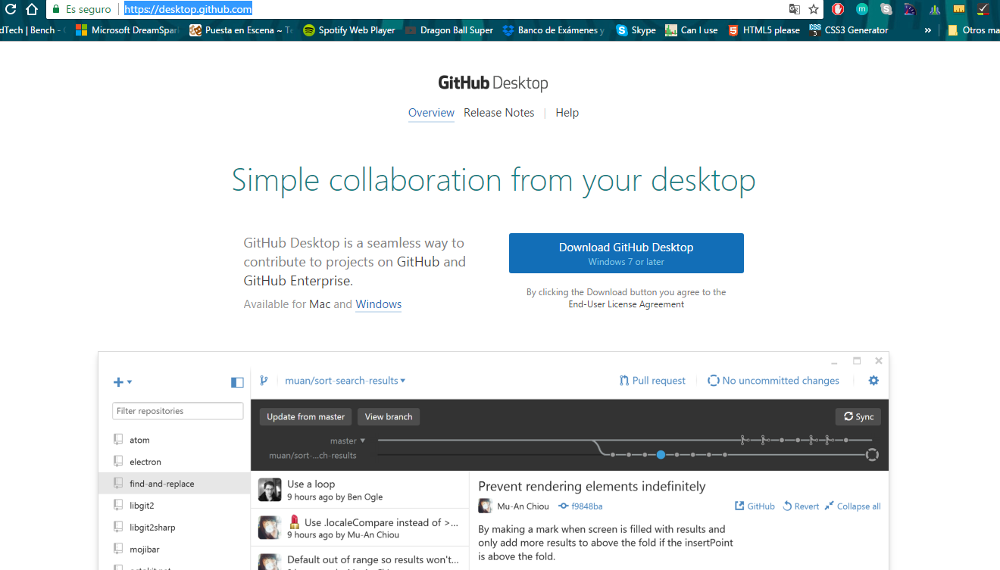 Es seguro https://desktop.github.com
dTech | Bench - Microsoft DreamSpar Puesta en Escena ~ Te Spotify Web Player Dragon Ball Super Banco de Exámenes y Skype Can I use HTML5 please CSS3 Generator » Otros ma
GitHub Desktop
Overview Release Notes | Help
Simple collaboration from your desktop
GitHub Desktop is a seamless way to
contribute to projects on GitHub and
GitHub Enterprise.
Available for Mac and Windows
Download GitHub Desktop
Windows 7 or later
By clicking the Download button you agree to the
End-User License Agreement
muan/sort-search-results Pull request No uncommitted changes
Filter repositories
atom
electron
find-and-replace
libgit2
libgit2sharp
mojibar
Update from master View branch Sync
master
muan/sort-...ch-results
Use a loop
9 hours ago by Ben Ogle
Use .localeCompare instead of >...
9 hours ago by Mu-An Chiou
Default out of range so results won't...
Prevent rendering elements indefinitely
Mu-An Chiou f9848ba GitHub Revert Collapse all
By making a mark when screen is filled with results and
only add more results to above the fold if the insertPoint
is above the fold.